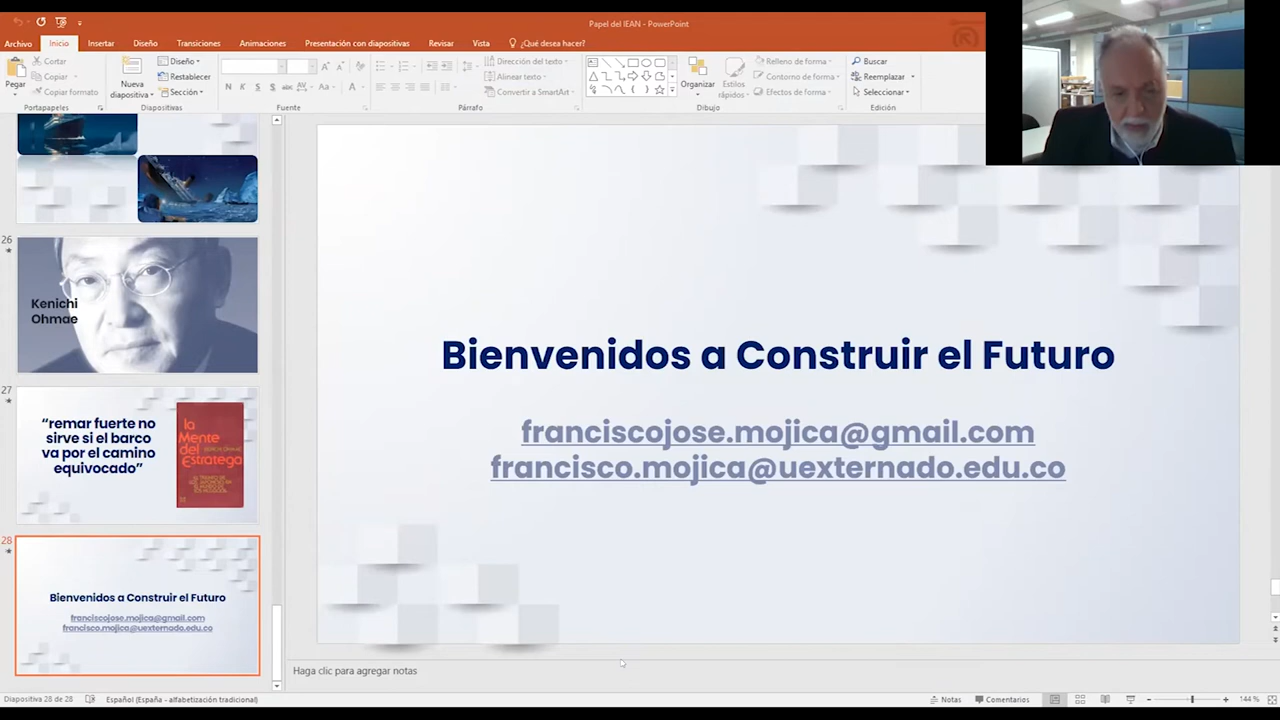 Papel del IEAN - PowerPoint
Archivo
Inicio
Insertar
Diseño
Transiciones
Animaciones
Presentación con diapositivas
Revisar
Vista
¿Qué desea hacer?
Pegar
Cortar
Copiar
Copiar formato
Portapapeles
Nueva
diapositiva
Diseño
Restablecer
Sección
Diapositivas
N K S
Aa
A
Fuente
Dirección del texto
Alinear texto
Convertir a SmartArt
Párrafo
Organizar
Estilos
rápidos
Relleno de forma
Contorno de forma
Efectos de forma
Dibujo
Buscar
Reemplazar
Seleccionar
Edición
26
Kenichi
Ohmae
27
“remar fuerte no
sirve si el barco
va por el camino
equivocado”
la
Mente
del
Estratega
28
Bienvenidos a Construir el Futuro
franciscojose.mojica@gmail.com
francisco.mojica@uexternado.edu.co
Bienvenidos a Construir el Futuro
franciscojose.mojica@gmail.com
francisco.mojica@uexternado.edu.co
Haga clic para agregar notas
Diapositiva 28 de 28
Español (España - alfabetización tradicional)
Notas
Comentarios
144 %